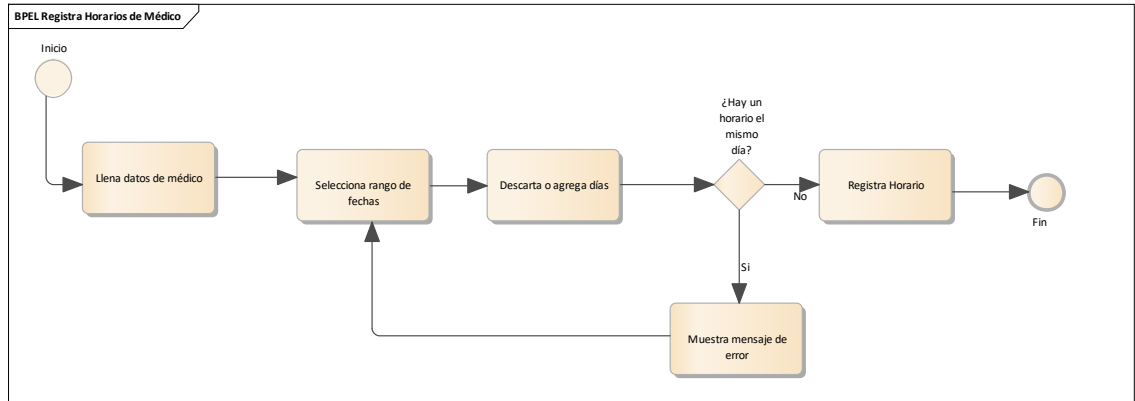 BPEL Registra Horarios de Médico
Inicio
Llena datos de médico
Selecciona rango de
fechas
Descarta o agrega días
¿Hay un
horario el
mismo
día?
No
Registra Horario
Fin
Si
Muestra mensaje de
error